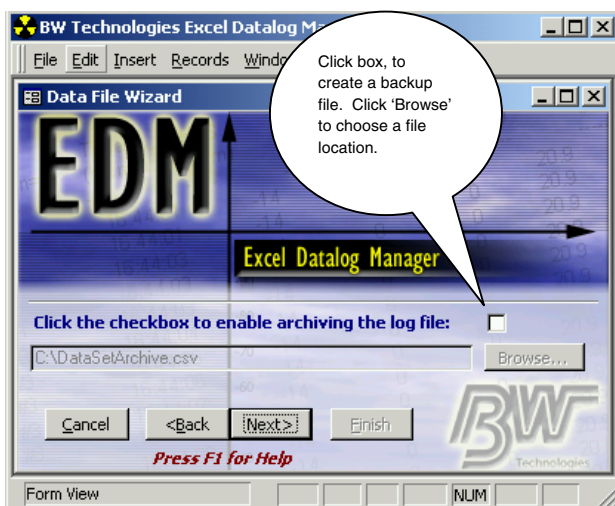 BW Technologies Excel Datalog M
File Edit Insert Records Windo
Click box, to
create a backup
file. Click ‘Browse’
to choose a file
location.
Data File Wizard
EDM
Excel Datalog Manager
Click the checkbox to enable archiving the log file:
C:\DataSetArchive.csv
Browse...
Cancel <Back Next> Finish
Press F1 for Help
BW
Technologies
Form View NUM